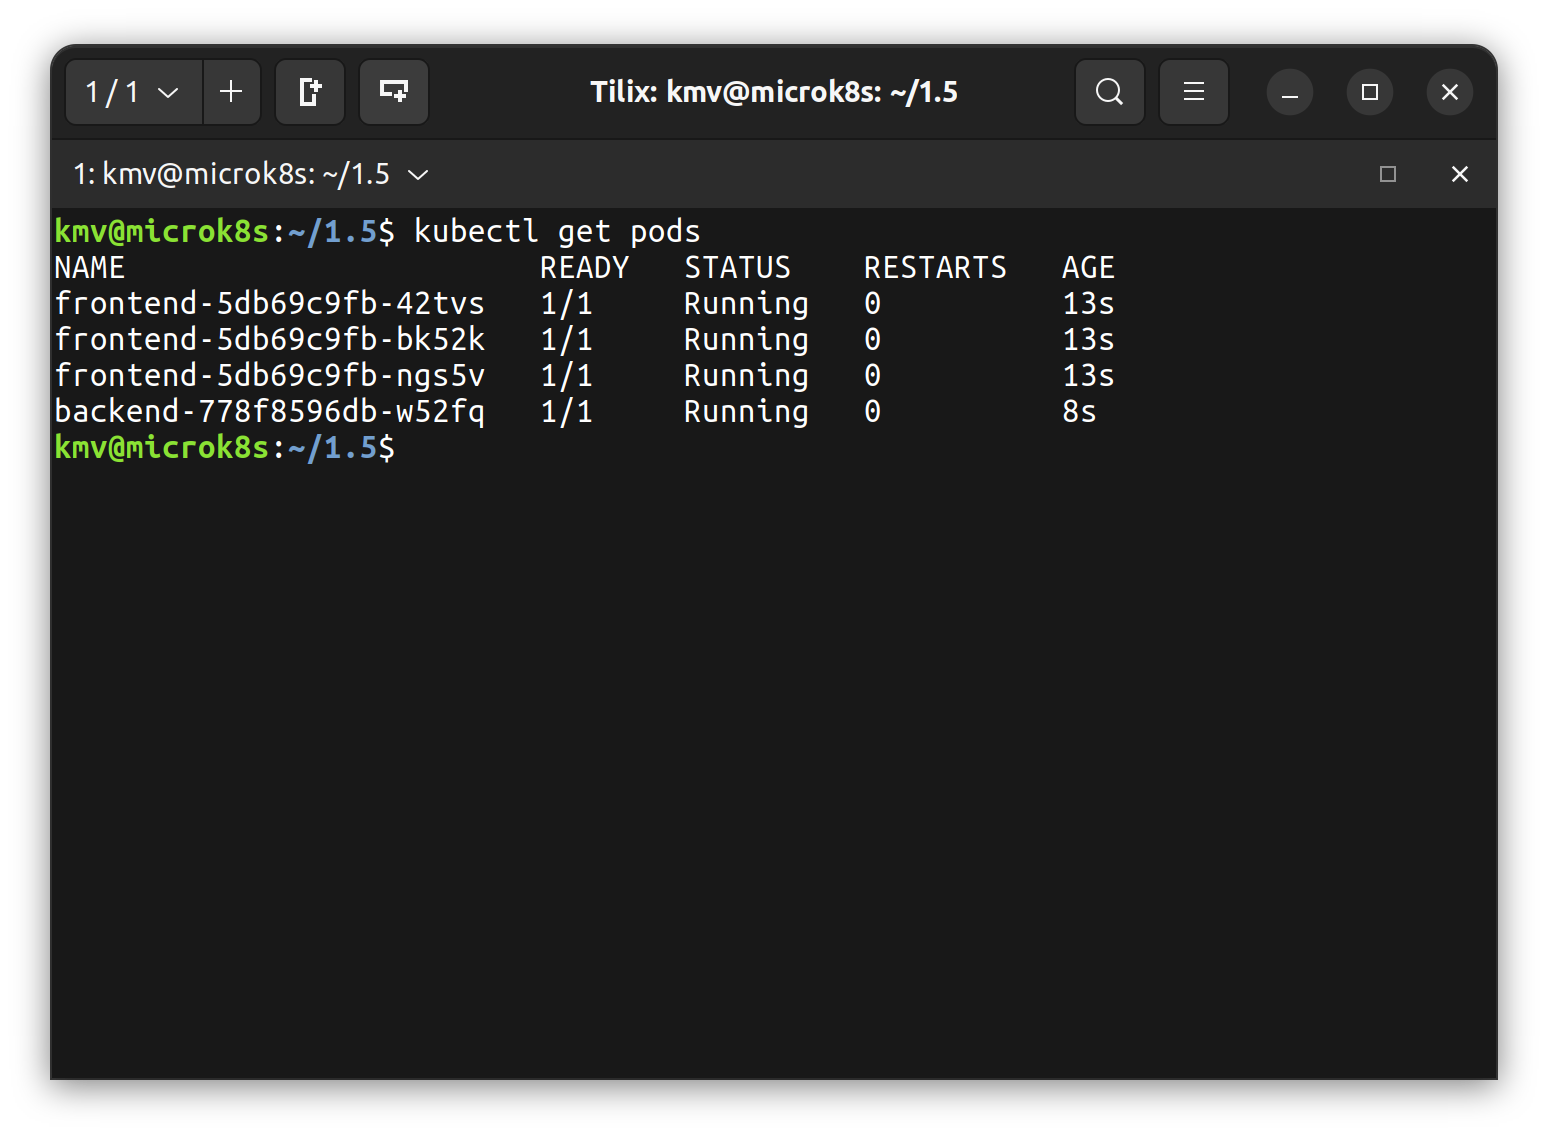 1 / 1
Tilix: kmv@microk8s: ~/1.5
1: kmv@microk8s: ~/1.5
kmv@microk8s:~/1.5$ kubectl get pods
NAME                       READY   STATUS    RESTARTS   AGE
frontend-5db69c9fb-42tvs   1/1     Running   0          13s
frontend-5db69c9fb-bk52k   1/1     Running   0          13s
frontend-5db69c9fb-ngs5v   1/1     Running   0          13s
backend-778f8596db-w52fq   1/1     Running   0          8s
kmv@microk8s:~/1.5$